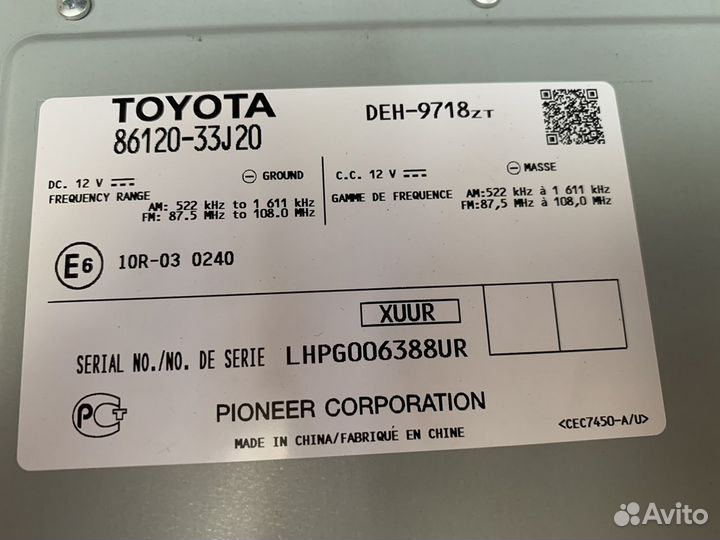 TOYOTA
86120-33J20
DEH-9718ZT
DC. 12 V
GROUND
FREQUENCY RANGE
AM: 522 kHz to 1 611 kHz
FM: 87.5 MHz to 108.0 MHz
C.C. 12 V
MASSE
GAMME DE FREQUENCE
AM:522 kHz à 1 611 kHz
FM:87,5 MHz à 108,0 MHz
E6
10R-03 0240
XUUR
SERIAL NO./NO. DE SERIE LHPG006388UR
PCT
PIONEER CORPORATION
MADE IN CHINA/FABRIQUÉ EN CHINE
<CEC7450-A/U>
Avito